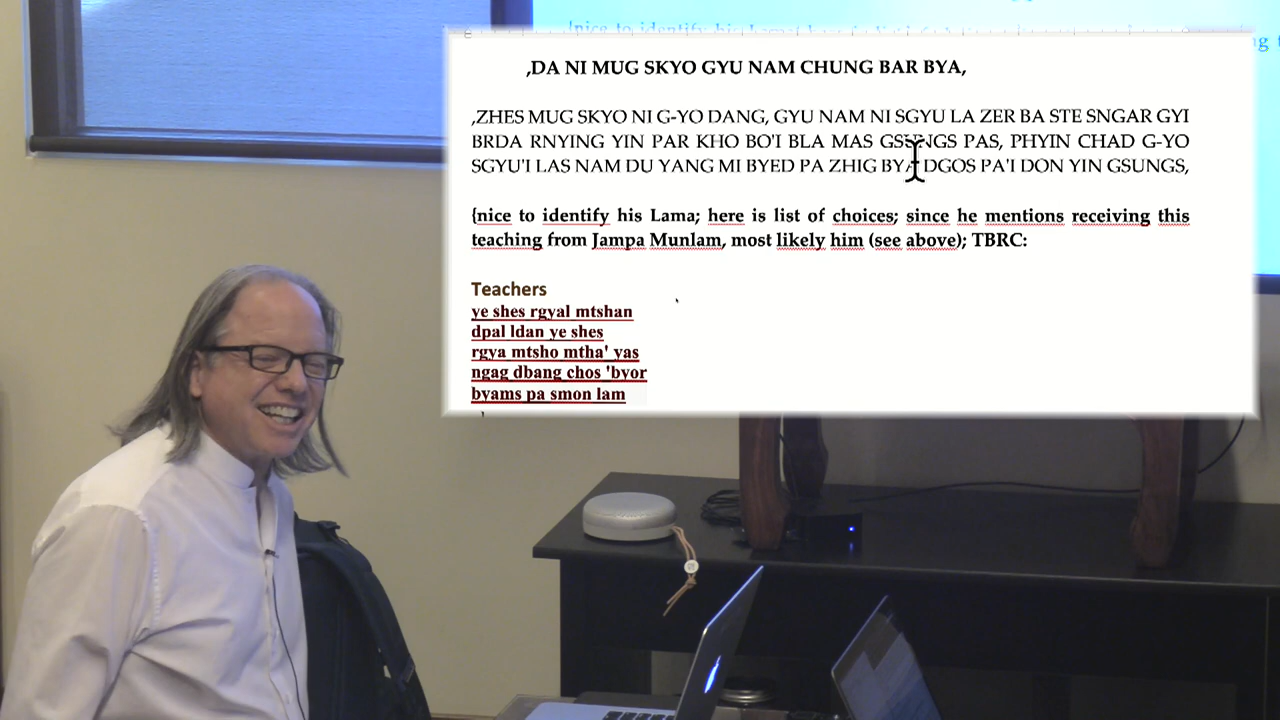 {nice to identify his
,DA NI MUG SKYO GYU NAM CHUNG BAR BYA,
,ZHES MUG SKYO NI G-YO DANG, GYU NAM NI SGYU LA ZER BA STE SNGAR GYI
BRDA RNYING YIN PAR KHO BO'I BLA MAS GSUNGS PAS, PHYIN CHAD G-YO
SGYU'I LAS NAM DU YANG MI BYED PA ZHIG BYA DGOS PA'I DON YIN GSUNGS,
{nice to identify his Lama; here is list of choices; since he mentions receiving this
teaching from Jampa Munlam, most likely him (see above); TBRC:
Teachers
ye shes rgyal mtshan
dpal ldan ye shes
rgya mtsho mtha' yas
ngag dbang chos 'byor
byams pa smon lam